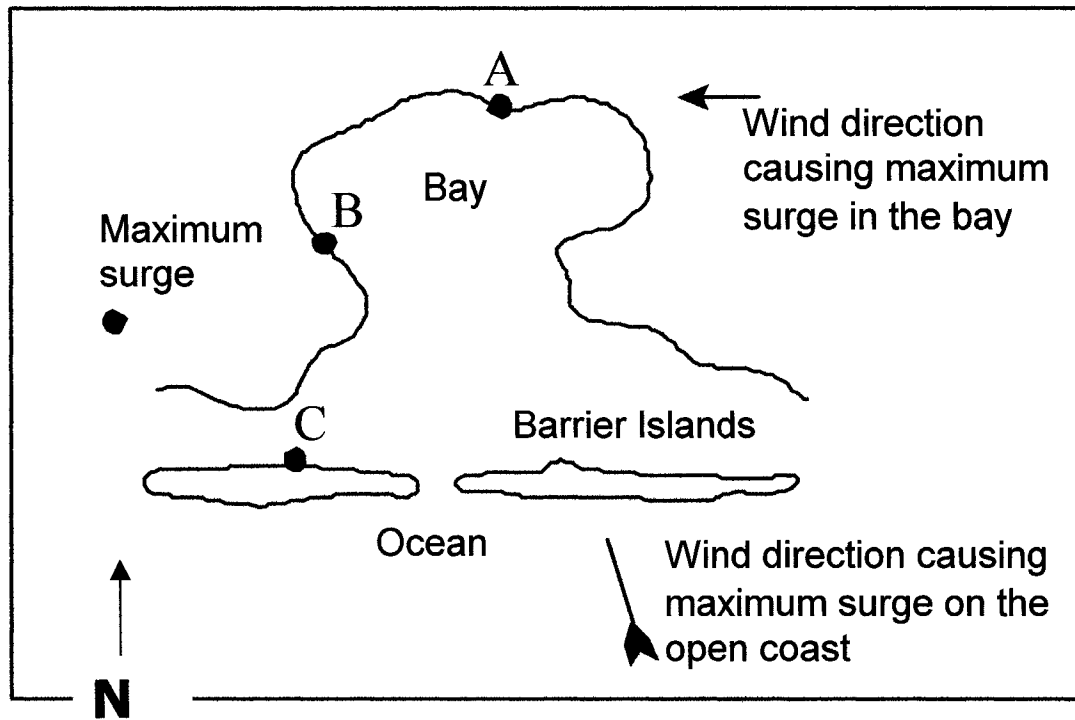 A
Wind direction
causing maximum
surge in the bay
Bay
B
Maximum
surge
C
Barrier Islands
Ocean
Wind direction causing
maximum surge on the
open coast
N